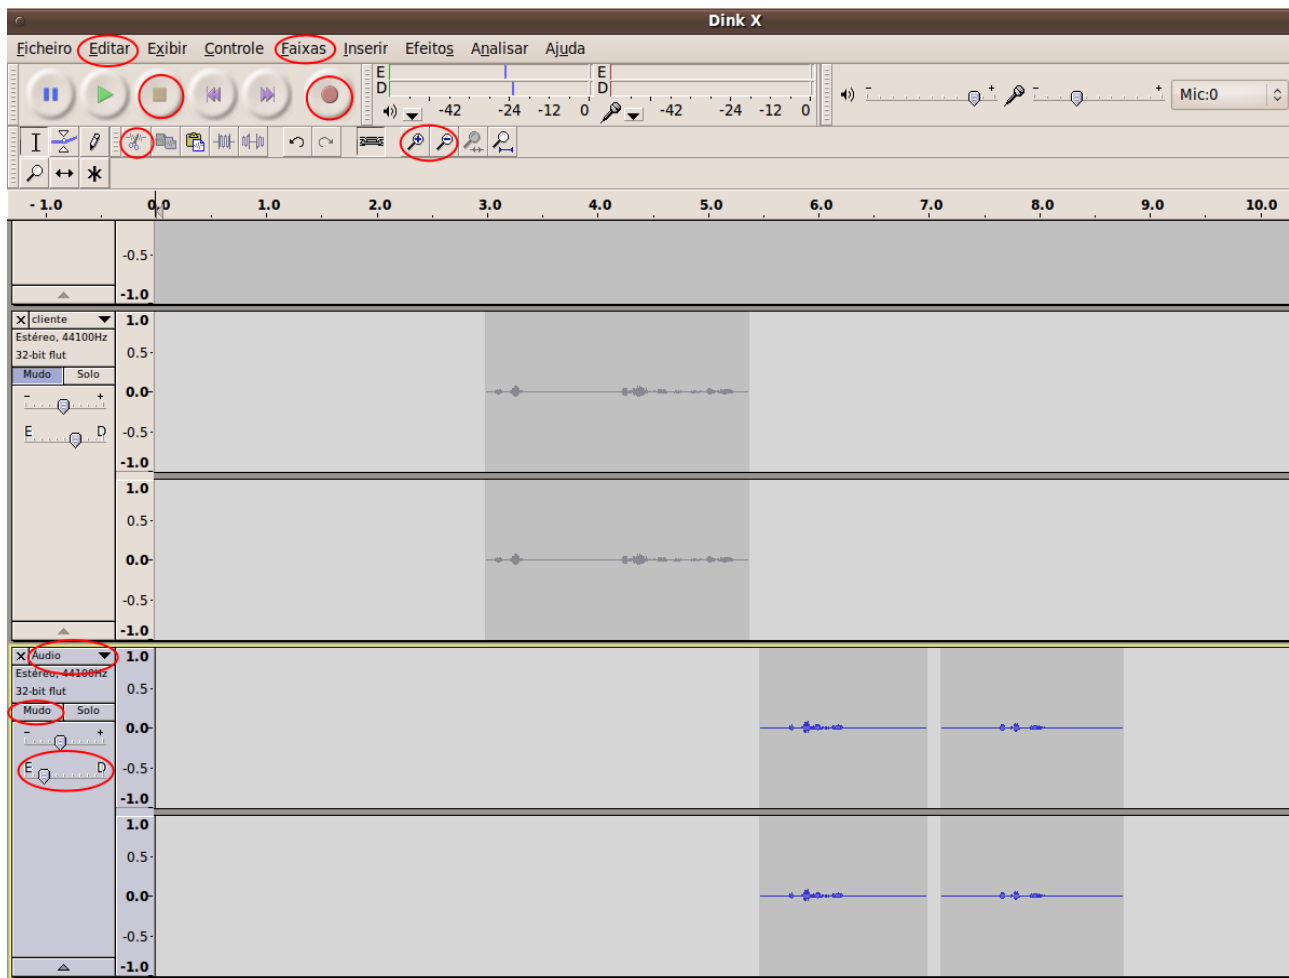 Dink X
Ficheiro Editar Exibir Controle Faixas Inserir Efeitos Analisar Ajuda
E E
D D
-42 -24 -12 0 -42 -24 -12 0
Mic:0
- 1.0 0.0 1.0 2.0 3.0 4.0 5.0 6.0 7.0 8.0 9.0 10.0
-0.5
-1.0
X cliente 1.0
Estéreo, 44100Hz
32-bit flut 0.5
Mudo Solo
- + 0.0
E D -0.5
-1.0
1.0
0.5
0.0
-0.5
-1.0
X Áudio 1.0
Estéreo, 44100Hz
32-bit flut 0.5
Mudo Solo
- + 0.0
E D -0.5
-1.0
1.0
0.5
0.0
-0.5
-1.0